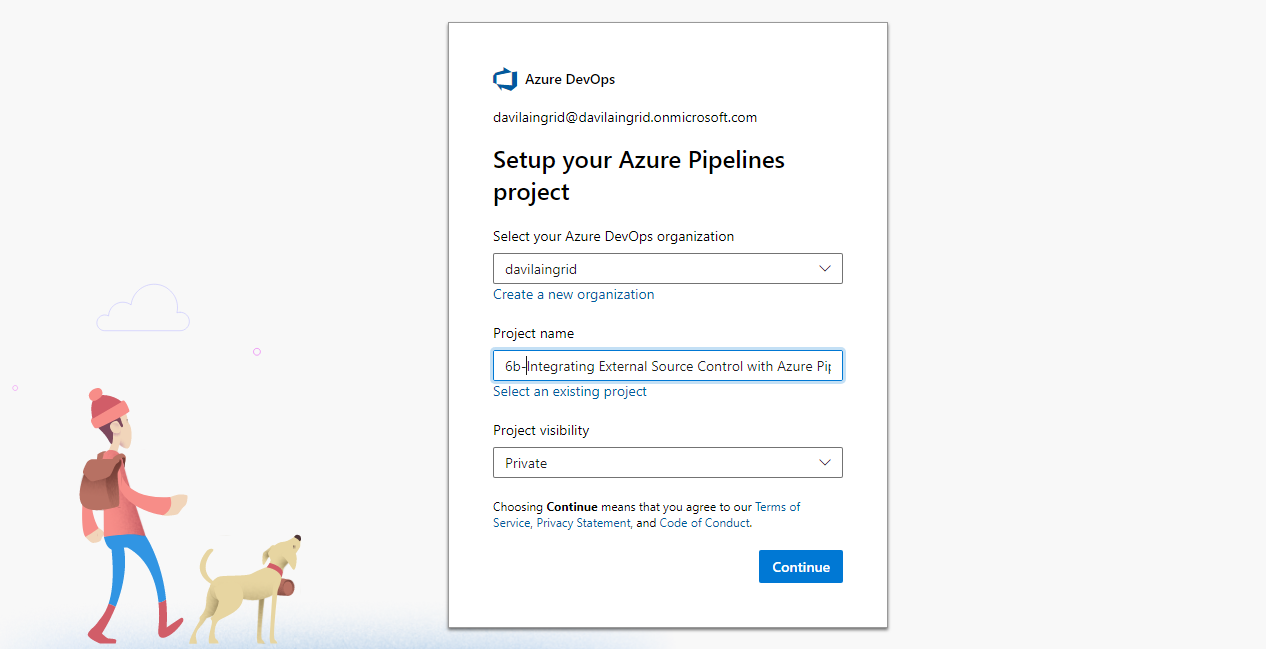 Azure DevOps
davilaingrid@davilaingrid.onmicrosoft.com
Setup your Azure Pipelines
project
Select your Azure DevOps organization
davilaingrid
Create a new organization
Project name
6b-Integrating External Source Control with Azure Pip
Select an existing project
Project visibility
Private
Choosing Continue means that you agree to our Terms of
Service, Privacy Statement, and Code of Conduct.
Continue